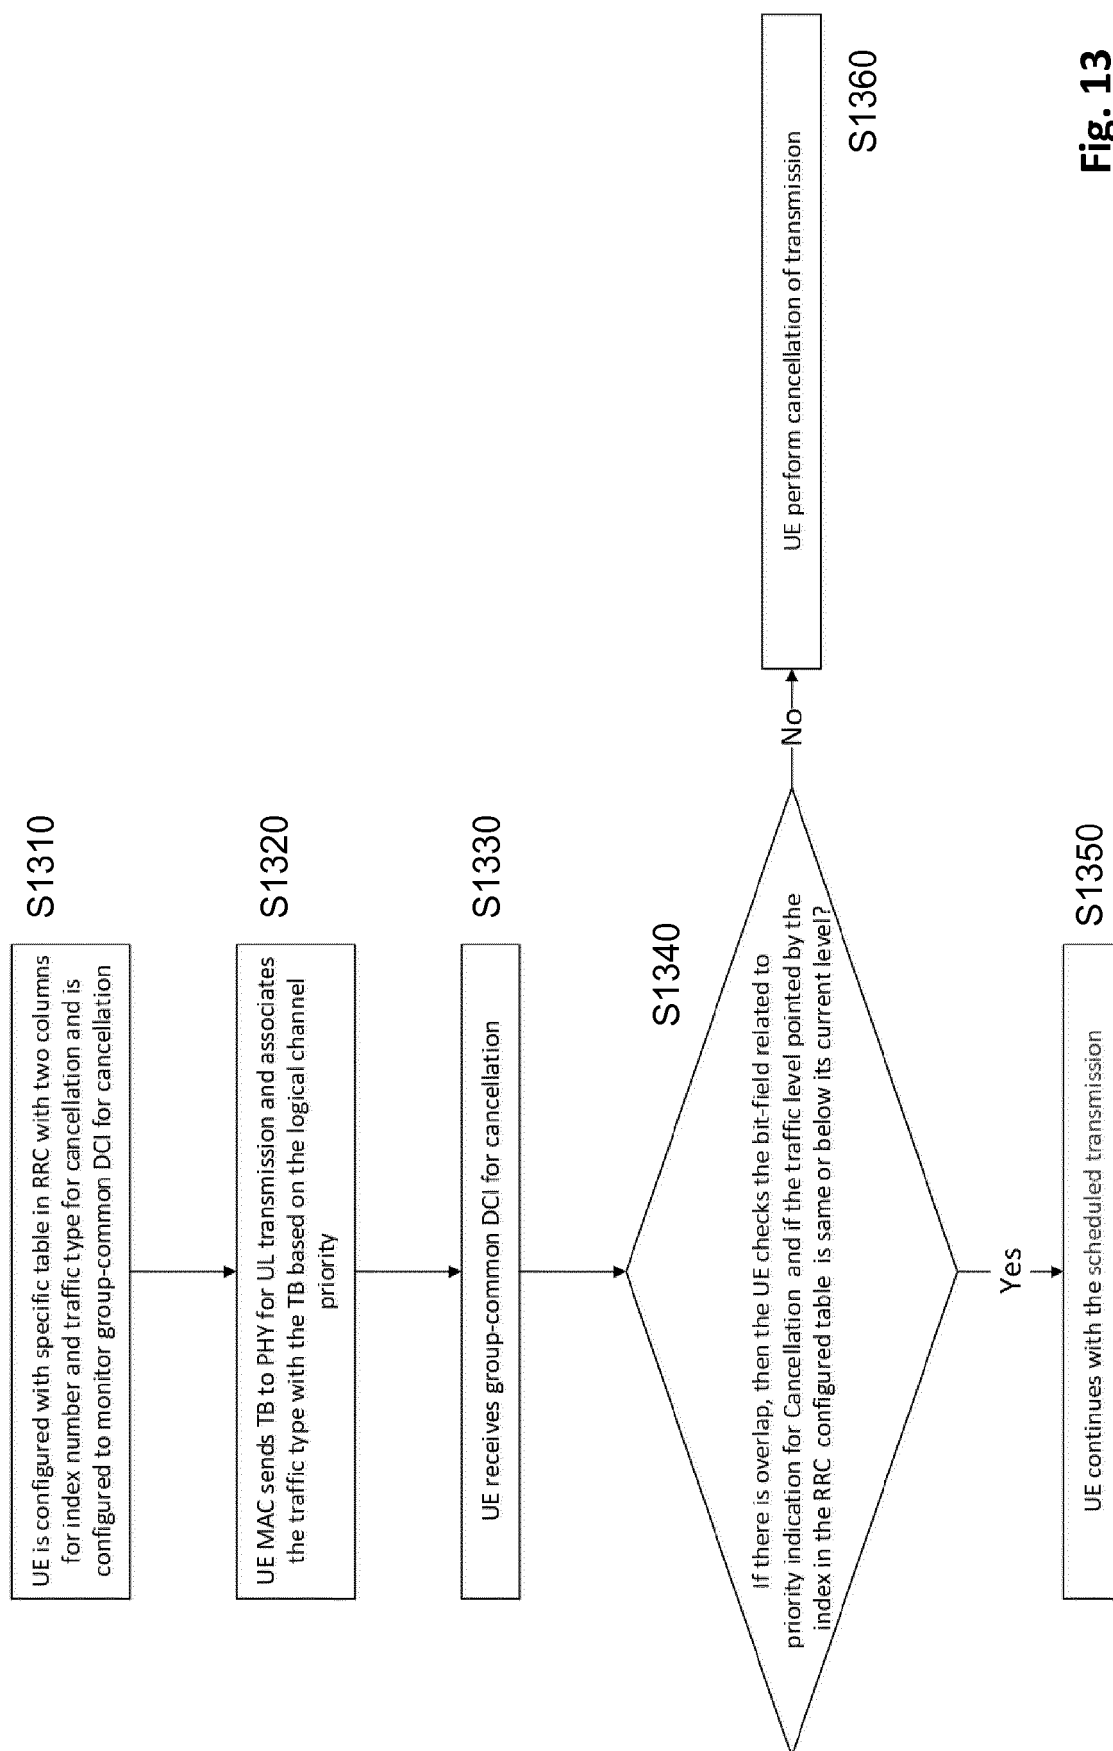 UE is configured with specific table in RRC with two columns
for index number and traffic type for cancellation and is
configured to monitor group-common DCI for cancellation
S1310
UE MAC sends TB to PHY for UL transmission and associates
the traffic type with the TB based on the logical channel
priority
S1320
UE receives group-common DCI for cancellation
S1330
If there is overlap, then the UE checks the bit-field related to
priority indication for Cancellation and if the traffic level pointed by the
index in the RRC configured table is same or below its current level?
S1340
No
UE perform cancellation of transmission
S1360
Yes
UE continues with the scheduled transmission
S1350
Fig. 13